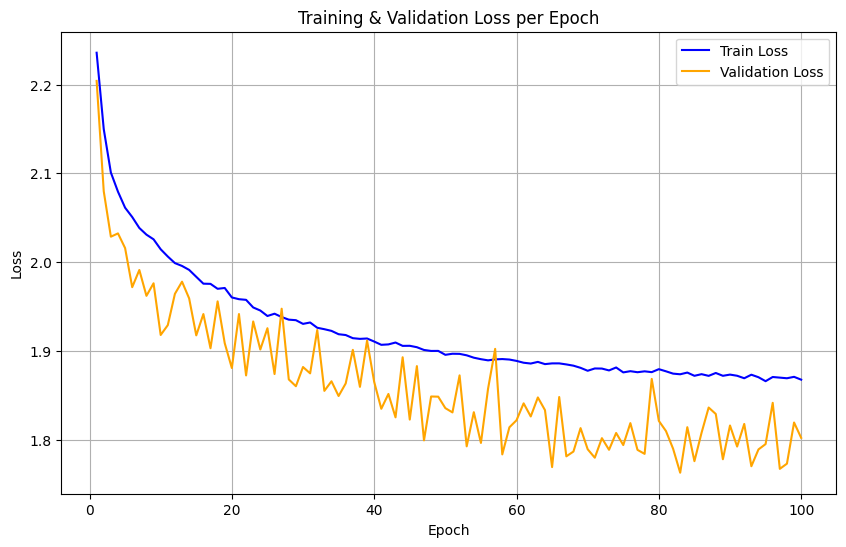 Training & Validation Loss per Epoch
Train Loss
Validation Loss
2.2
2.1
2.0
1.9
1.8
Loss
0 20 40 60 80 100
Epoch